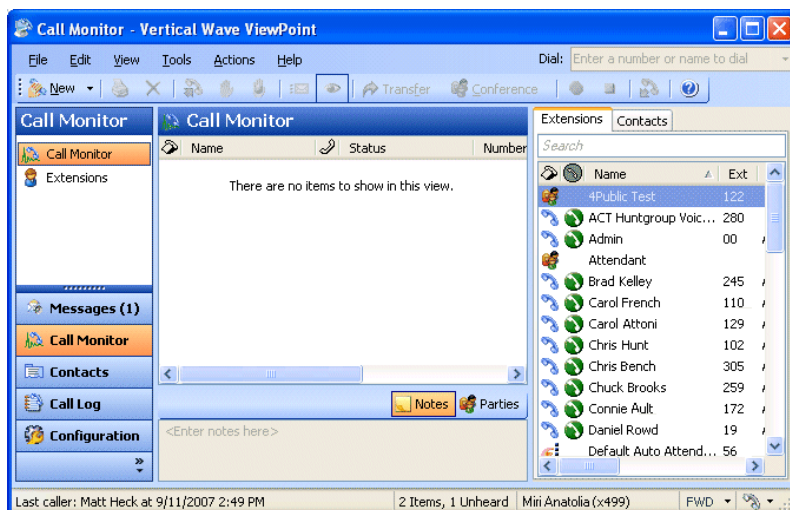 Call Monitor - Vertical Wave ViewPoint
File Edit View Tools Actions Help Dial: Enter a number or name to dial
New Transfer Conference
Call Monitor
Call Monitor
Extensions
Messages (1)
Call Monitor
Contacts
Call Log
Configuration
Call Monitor
Name Status Number
There are no items to show in this view.
Notes Parties
<Enter notes here>
Extensions Contacts
Search
Name Ext
4Public Test 122
ACT Huntgroup Voic... 280
Admin 00
Attendant
Brad Kelley 245
Carol French 110
Carol Attoni 129
Chris Hunt 102
Chris Bench 305
Chuck Brooks 259
Connie Ault 172
Daniel Rowd 19
Default Auto Attend... 56
Last caller: Matt Heck at 9/11/2007 2:49 PM 2 Items, 1 Unheard Miri Anatolia (x499) FWD